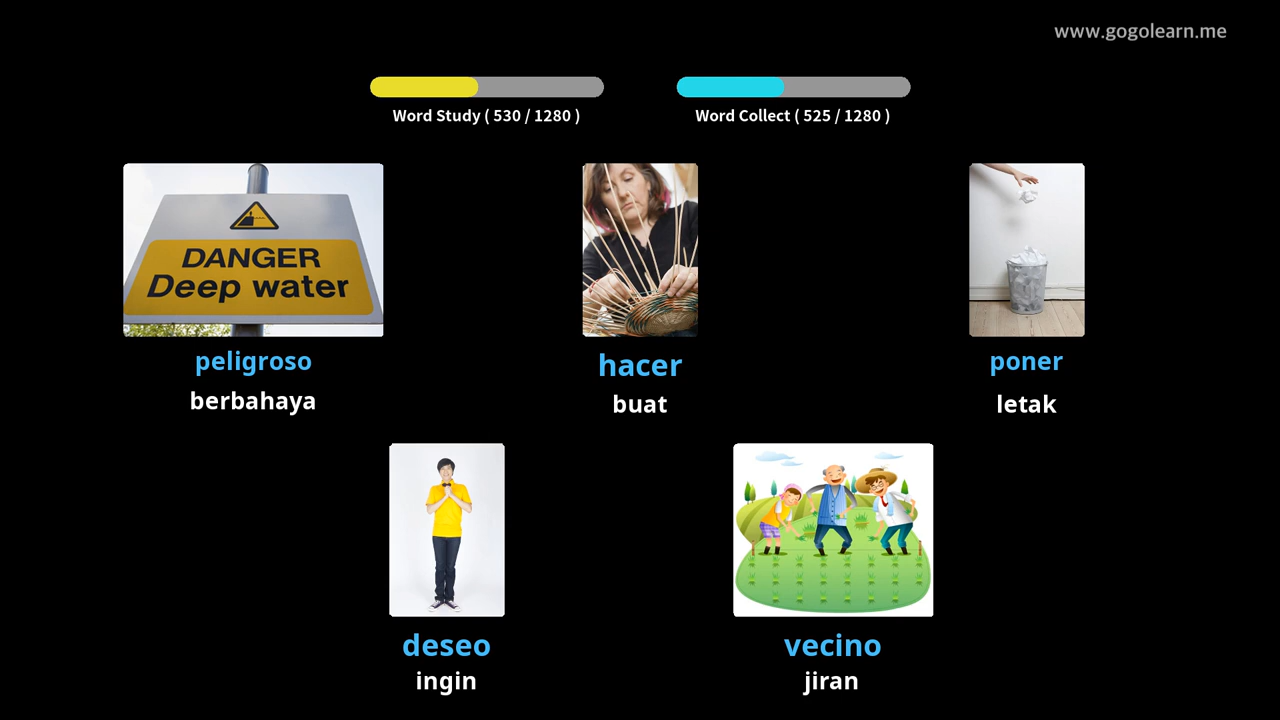 www.gogolearn.me
Word Study ( 530 / 1280 )
Word Collect ( 525 / 1280 )
DANGER
Deep water
peligroso
berbahaya
hacer
buat
poner
letak
deseo
ingin
vecino
jiran